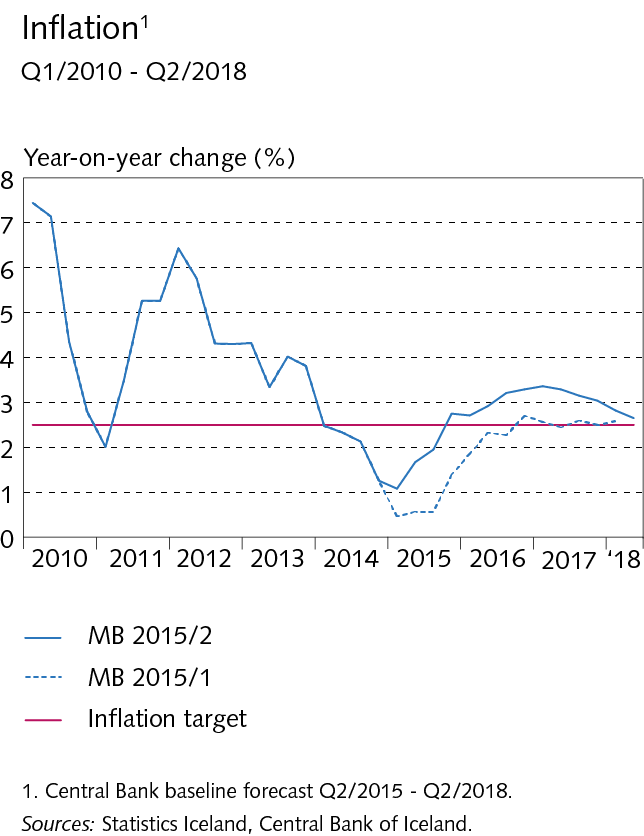 Inflation¹
Q1/2010 - Q2/2018
Year-on-year change (%)
8
7
6
5
4
3
2
1
0
2010 2011 2012 2013 2014 2015 2016 2017 '18
MB 2015/2
MB 2015/1
Inflation target
1. Central Bank baseline forecast Q2/2015 - Q2/2018.
Sources: Statistics Iceland, Central Bank of Iceland.